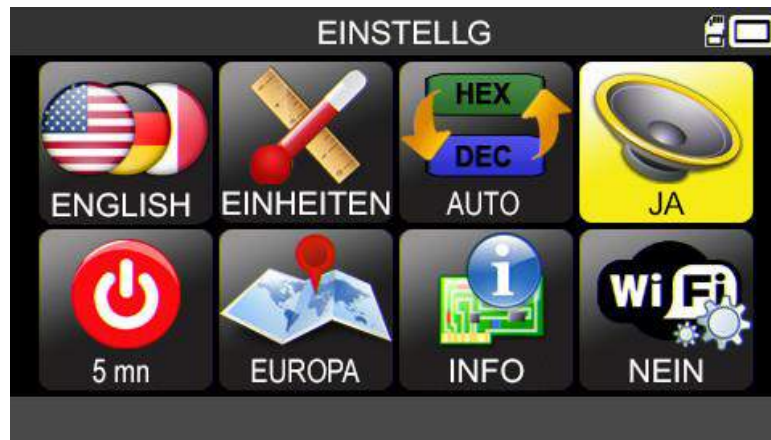 EINSTELLG
HEX
DEC
ENGLISH EINHEITEN AUTO JA
i
Wi Fi
5 mn EUROPA INFO NEIN